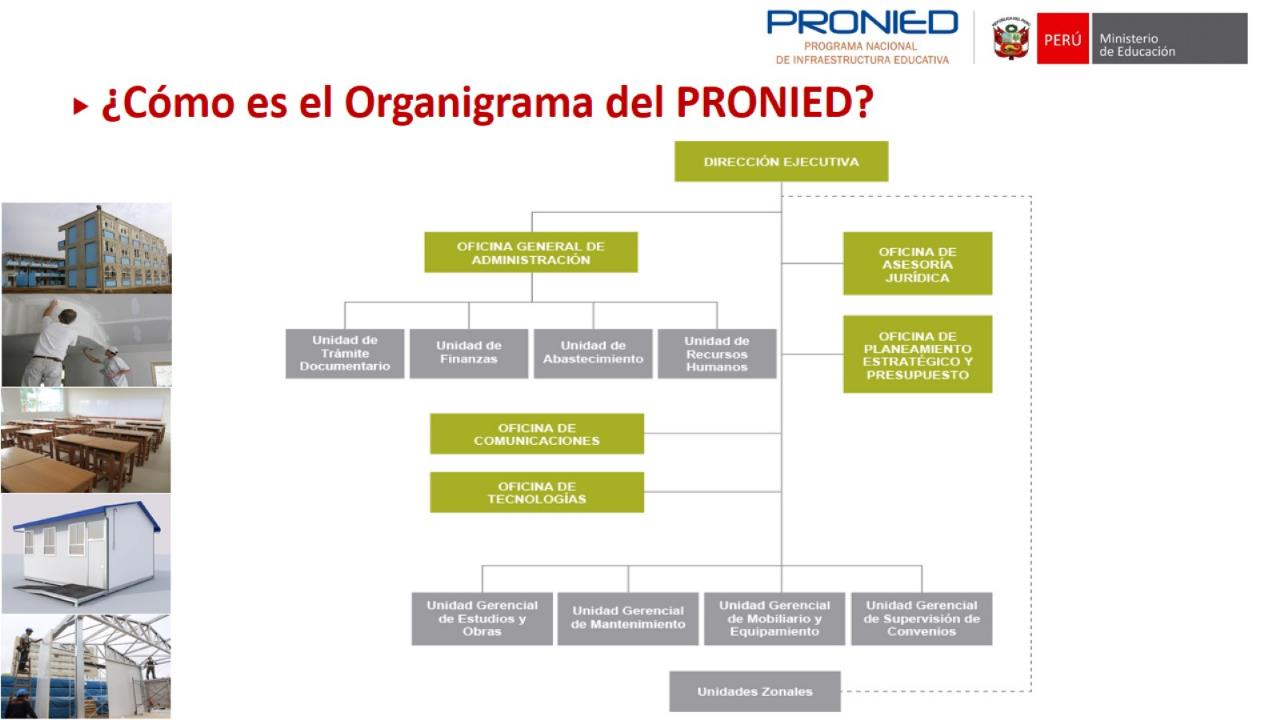 PRONIED
PROGRAMA NACIONAL
DE INFRAESTRUCTURA EDUCATIVA
REPÚBLICA DEL PERÚ
PERÚ
Ministerio
de Educación
¿Cómo es el Organigrama del PRONIED?
DIRECCIÓN EJECUTIVA
OFICINA GENERAL DE
ADMINISTRACIÓN
OFICINA DE
ASESORÍA
JURÍDICA
Unidad de
Trámite
Documentario
Unidad de
Finanzas
Unidad de
Abastecimiento
Unidad de
Recursos
Humanos
OFICINA DE
PLANEAMIENTO
ESTRATÉGICO Y
PRESUPUESTO
OFICINA DE
COMUNICACIONES
OFICINA DE
TECNOLOGÍAS
Unidad Gerencial
de Estudios y
Obras
Unidad Gerencial
de Mantenimiento
Unidad Gerencial
de Mobiliario y
Equipamiento
Unidad Gerencial
de Supervisión de
Convenios
Unidades Zonales